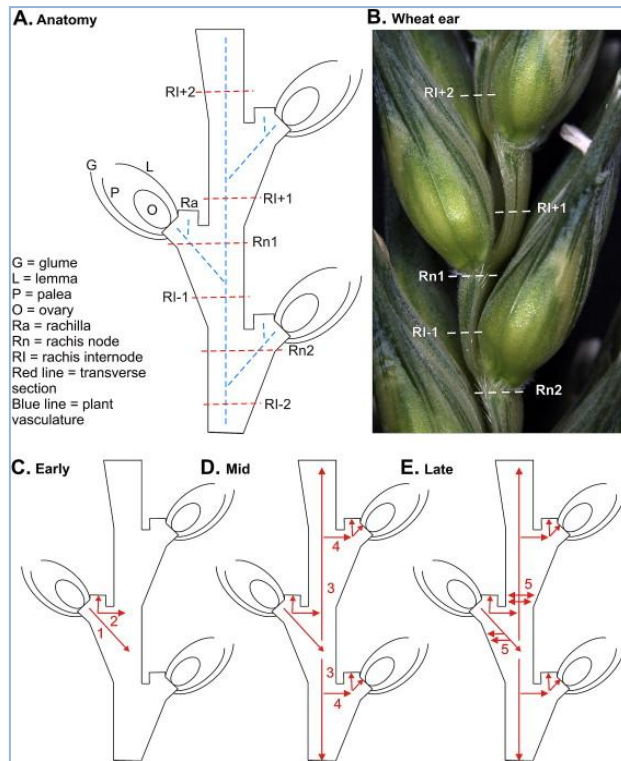 A. Anatomy
RI+2
G
L
P
O
Ra
RI+1
Rn1
RI-1
Rn2
RI-2
G = glume
L = lemma
P = palea
O = ovary
Ra = rachilla
Rn = rachis node
RI = rachis internode
Red line = transverse
section
Blue line = plant
vasculature
B. Wheat ear
RI+2
RI+1
Rn1
RI-1
Rn2
C. Early
2
1
D. Mid
4
3
3
4
E. Late
5
5